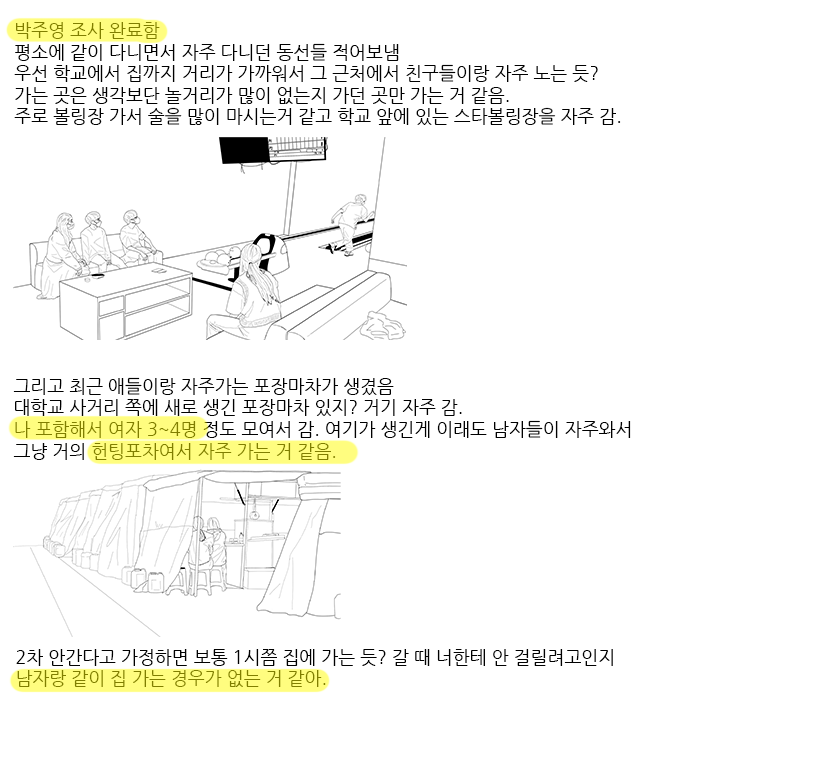 박주영 조사 완료함
평소에 같이 다니면서 자주 다니던 동선들 적어보냄
우선 학교에서 집까지 거리가 가까워서 그 근처에서 친구들이랑 자주 노는 듯?
가는 곳은 생각보단 놀거리가 많이 없는지 가던 곳만 가는 거 같음.
주로 볼링장 가서 술을 많이 마시는거 같고 학교 앞에 있는 스타볼링장을 자주 감.
그리고 최근 애들이랑 자주가는 포장마차가 생겼음
대학교 사거리 쪽에 새로 생긴 포장마차 있지? 거기 자주 감.
나 포함해서 여자 3~4명 정도 모여서 감. 여기가 생긴게 이래도 남자들이 자주와서
그냥 거의 헌팅포차여서 자주 가는 거 같음.
2차 안간다고 가정하면 보통 1시쯤 집에 가는 듯? 갈 때 너한테 안 걸릴려고인지
남자랑 같이 집 가는 경우가 없는 거 같아.